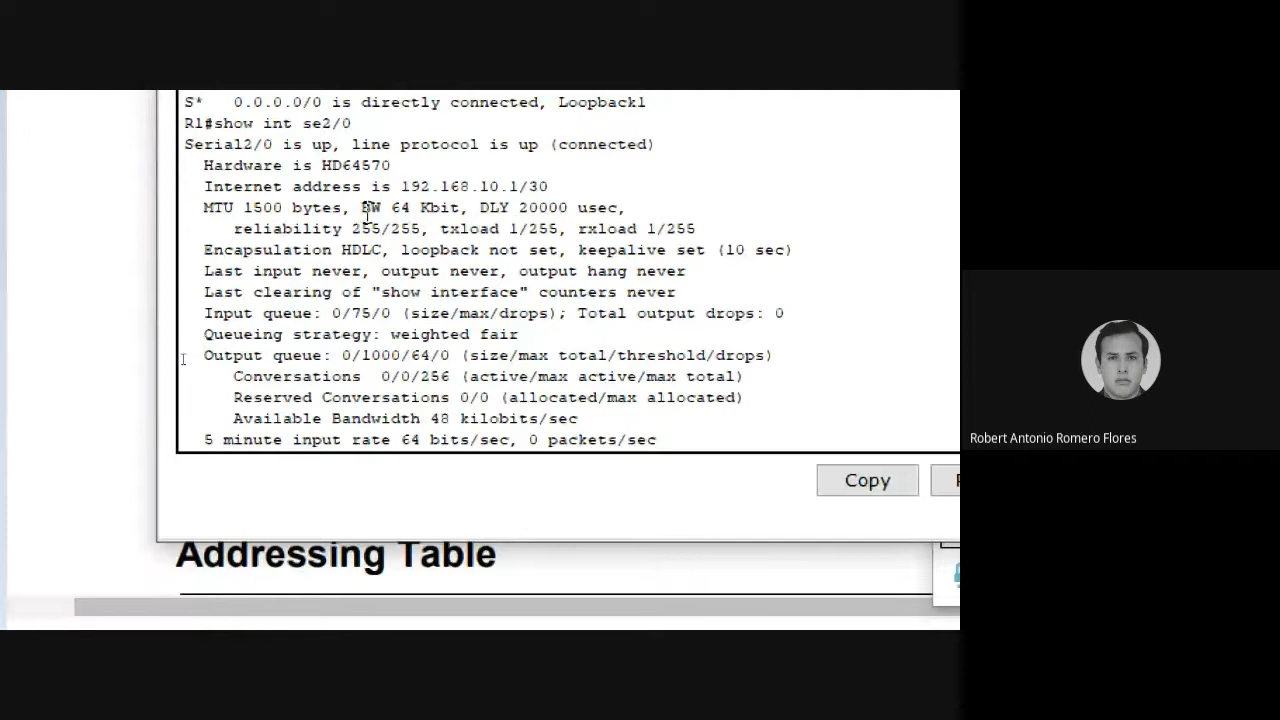 S*   0.0.0.0/0 is directly connected, Loopback1
R1#show int se2/0
Serial2/0 is up, line protocol is up (connected)
  Hardware is HD64570
  Internet address is 192.168.10.1/30
  MTU 1500 bytes, BW 64 Kbit, DLY 20000 usec,
     reliability 255/255, txload 1/255, rxload 1/255
  Encapsulation HDLC, loopback not set, keepalive set (10 sec)
  Last input never, output never, output hang never
  Last clearing of "show interface" counters never
  Input queue: 0/75/0 (size/max/drops); Total output drops: 0
  Queueing strategy: weighted fair
  Output queue: 0/1000/64/0 (size/max total/threshold/drops)
     Conversations  0/0/256 (active/max active/max total)
     Reserved Conversations 0/0 (allocated/max allocated)
     Available Bandwidth 48 kilobits/sec
  5 minute input rate 64 bits/sec, 0 packets/sec
Copy
Addressing Table
Robert Antonio Romero Flores